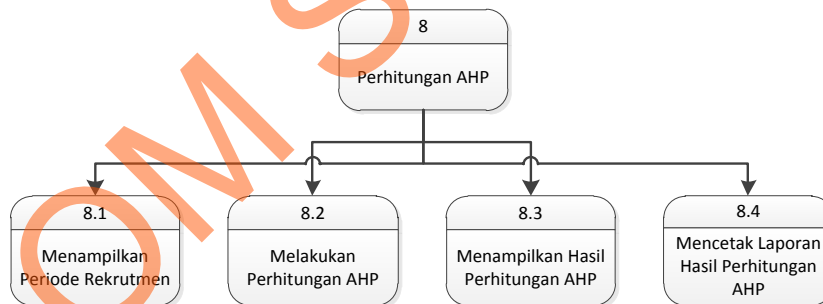 8
Perhitungan AHP
8.1
Menampilkan
Periode Rekrutmen
8.2
Melakukan
Perhitungan AHP
8.3
Menampilkan Hasil
Perhitungan AHP
8.4
Mencetak Laporan
Hasil Perhitungan
AHP
OM S